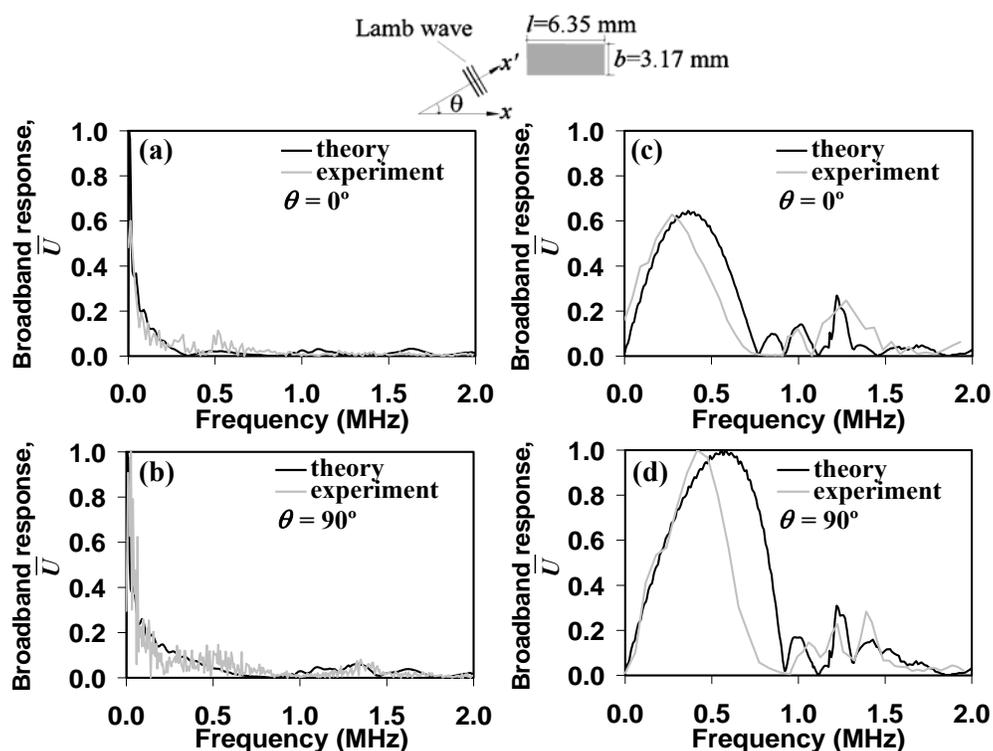 Lamb wave
l=6.35 mm
x'
b=3.17 mm
θ
x
Broadband response,
U̅
1.0
0.8
0.6
0.4
0.2
0.0
(a)
theory
experiment
θ = 0º
0.0 0.5 1.0 1.5 2.0
Frequency (MHz)
Broadband response,
U̅
1.0
0.8
0.6
0.4
0.2
0.0
(c)
theory
experiment
θ = 0º
0.0 0.5 1.0 1.5 2.0
Frequency (MHz)
Broadband response,
U̅
1.0
0.8
0.6
0.4
0.2
0.0
(b)
theory
experiment
θ = 90º
0.0 0.5 1.0 1.5 2.0
Frequency (MHz)
Broadband response,
U̅
1.0
0.8
0.6
0.4
0.2
0.0
(d)
theory
experiment
θ = 90º
0.0 0.5 1.0 1.5 2.0
Frequency (MHz)